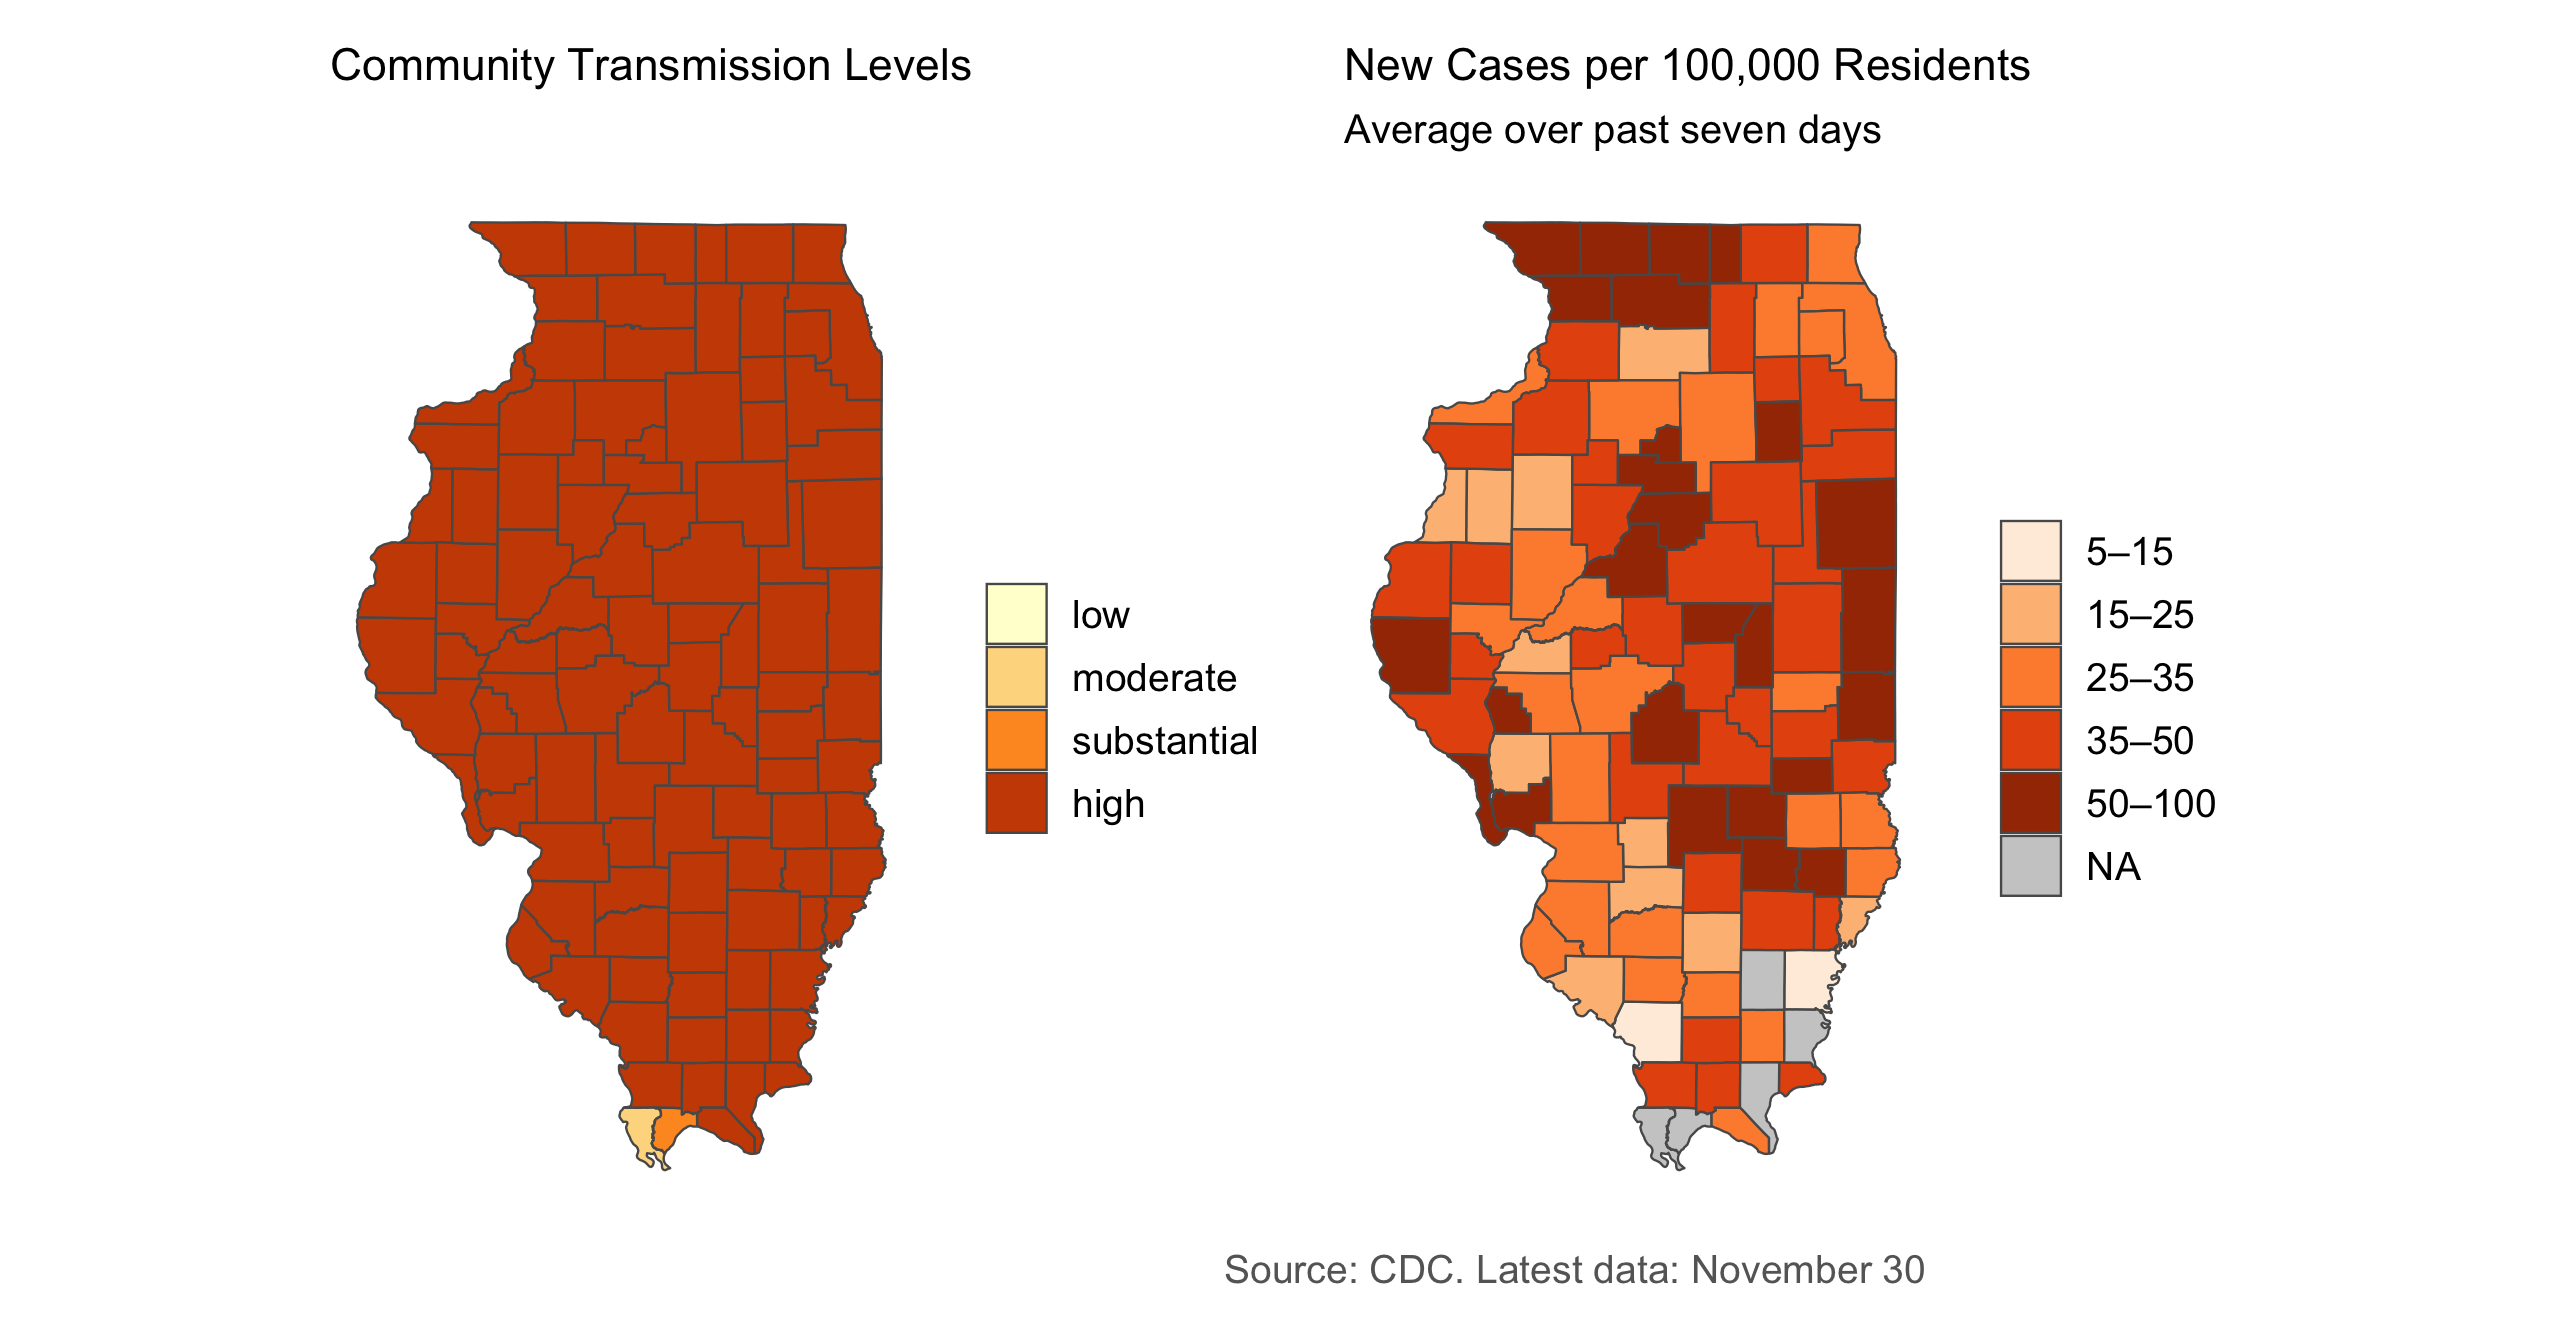 Community Transmission Levels
New Cases per 100,000 Residents
Average over past seven days
low
moderate
substantial
high
5–15
15–25
25–35
35–50
50–100
NA
Source: CDC. Latest data: November 30